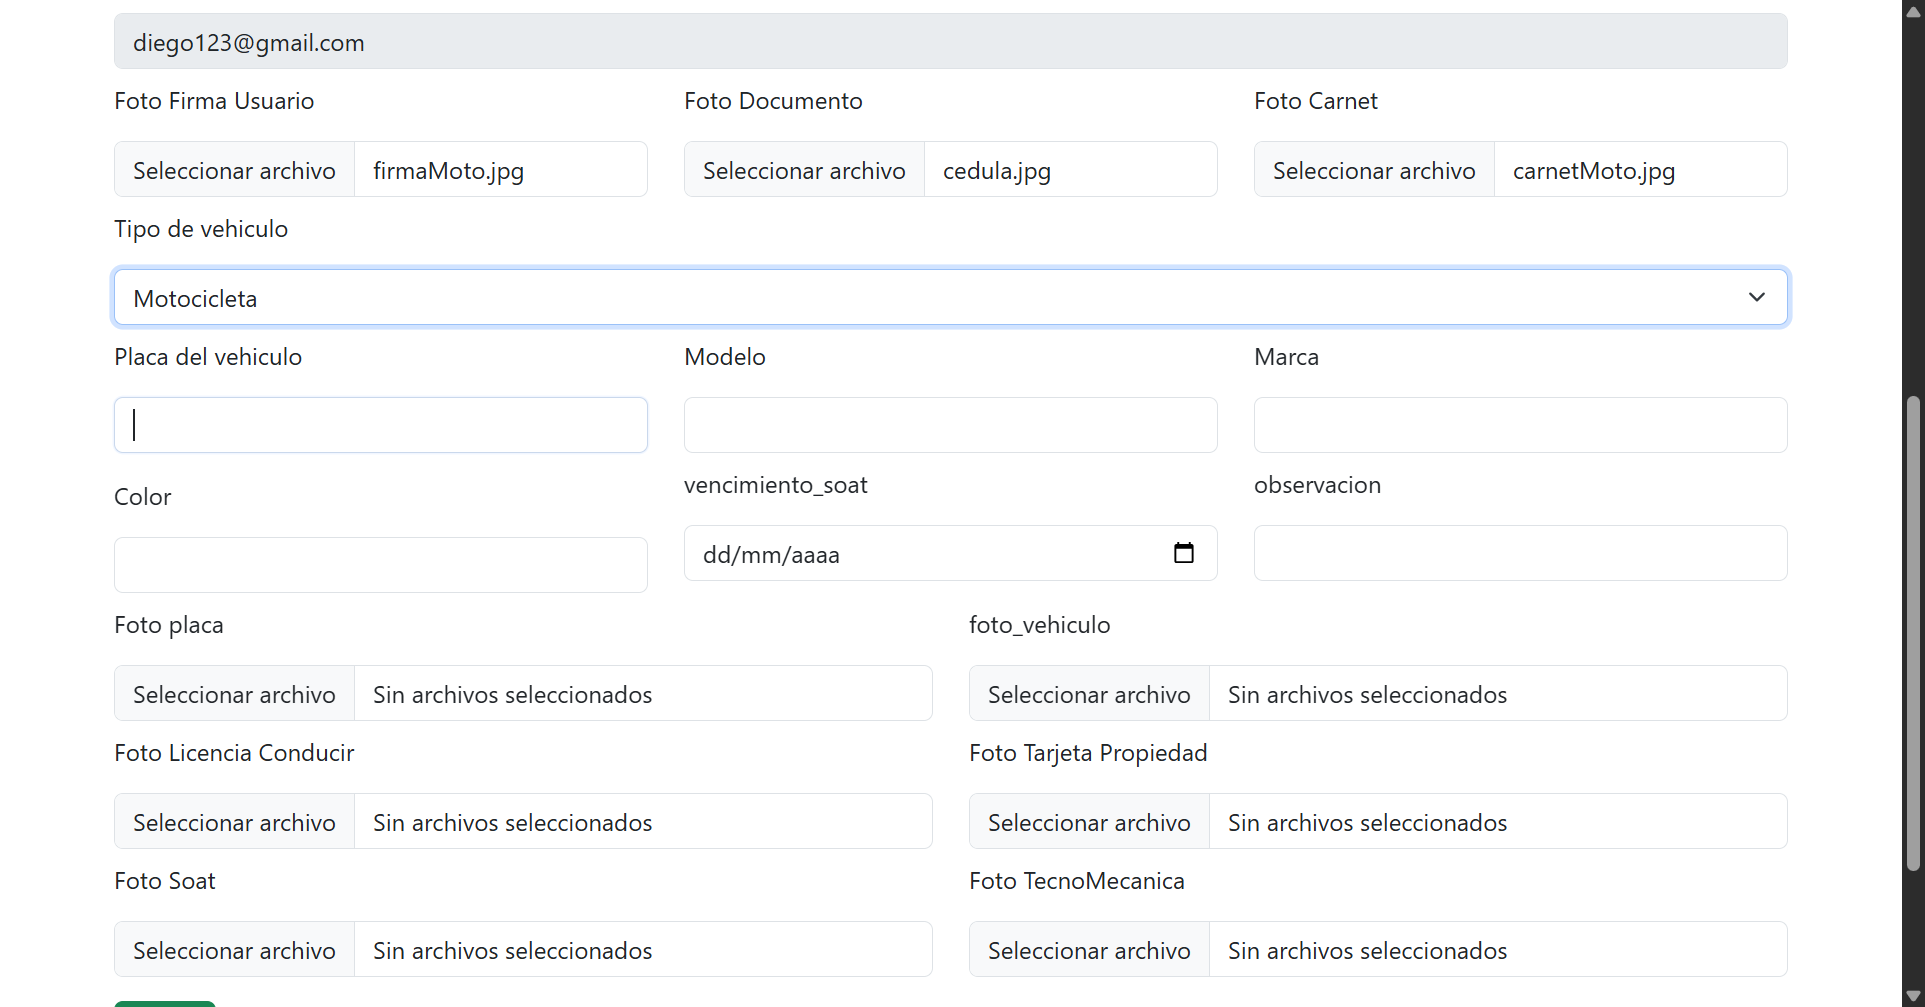 diego123@gmail.com
Foto Firma Usuario
Foto Documento
Foto Carnet
Seleccionar archivo firmaMoto.jpg
Seleccionar archivo cedula.jpg
Seleccionar archivo carnetMoto.jpg
Tipo de vehiculo
Motocicleta
Placa del vehiculo
Modelo
Marca
Color
vencimiento_soat
observacion
dd/mm/aaaa
Foto placa
foto_vehiculo
Seleccionar archivo Sin archivos seleccionados
Seleccionar archivo Sin archivos seleccionados
Foto Licencia Conducir
Foto Tarjeta Propiedad
Seleccionar archivo Sin archivos seleccionados
Seleccionar archivo Sin archivos seleccionados
Foto Soat
Foto TecnoMecanica
Seleccionar archivo Sin archivos seleccionados
Seleccionar archivo Sin archivos seleccionados